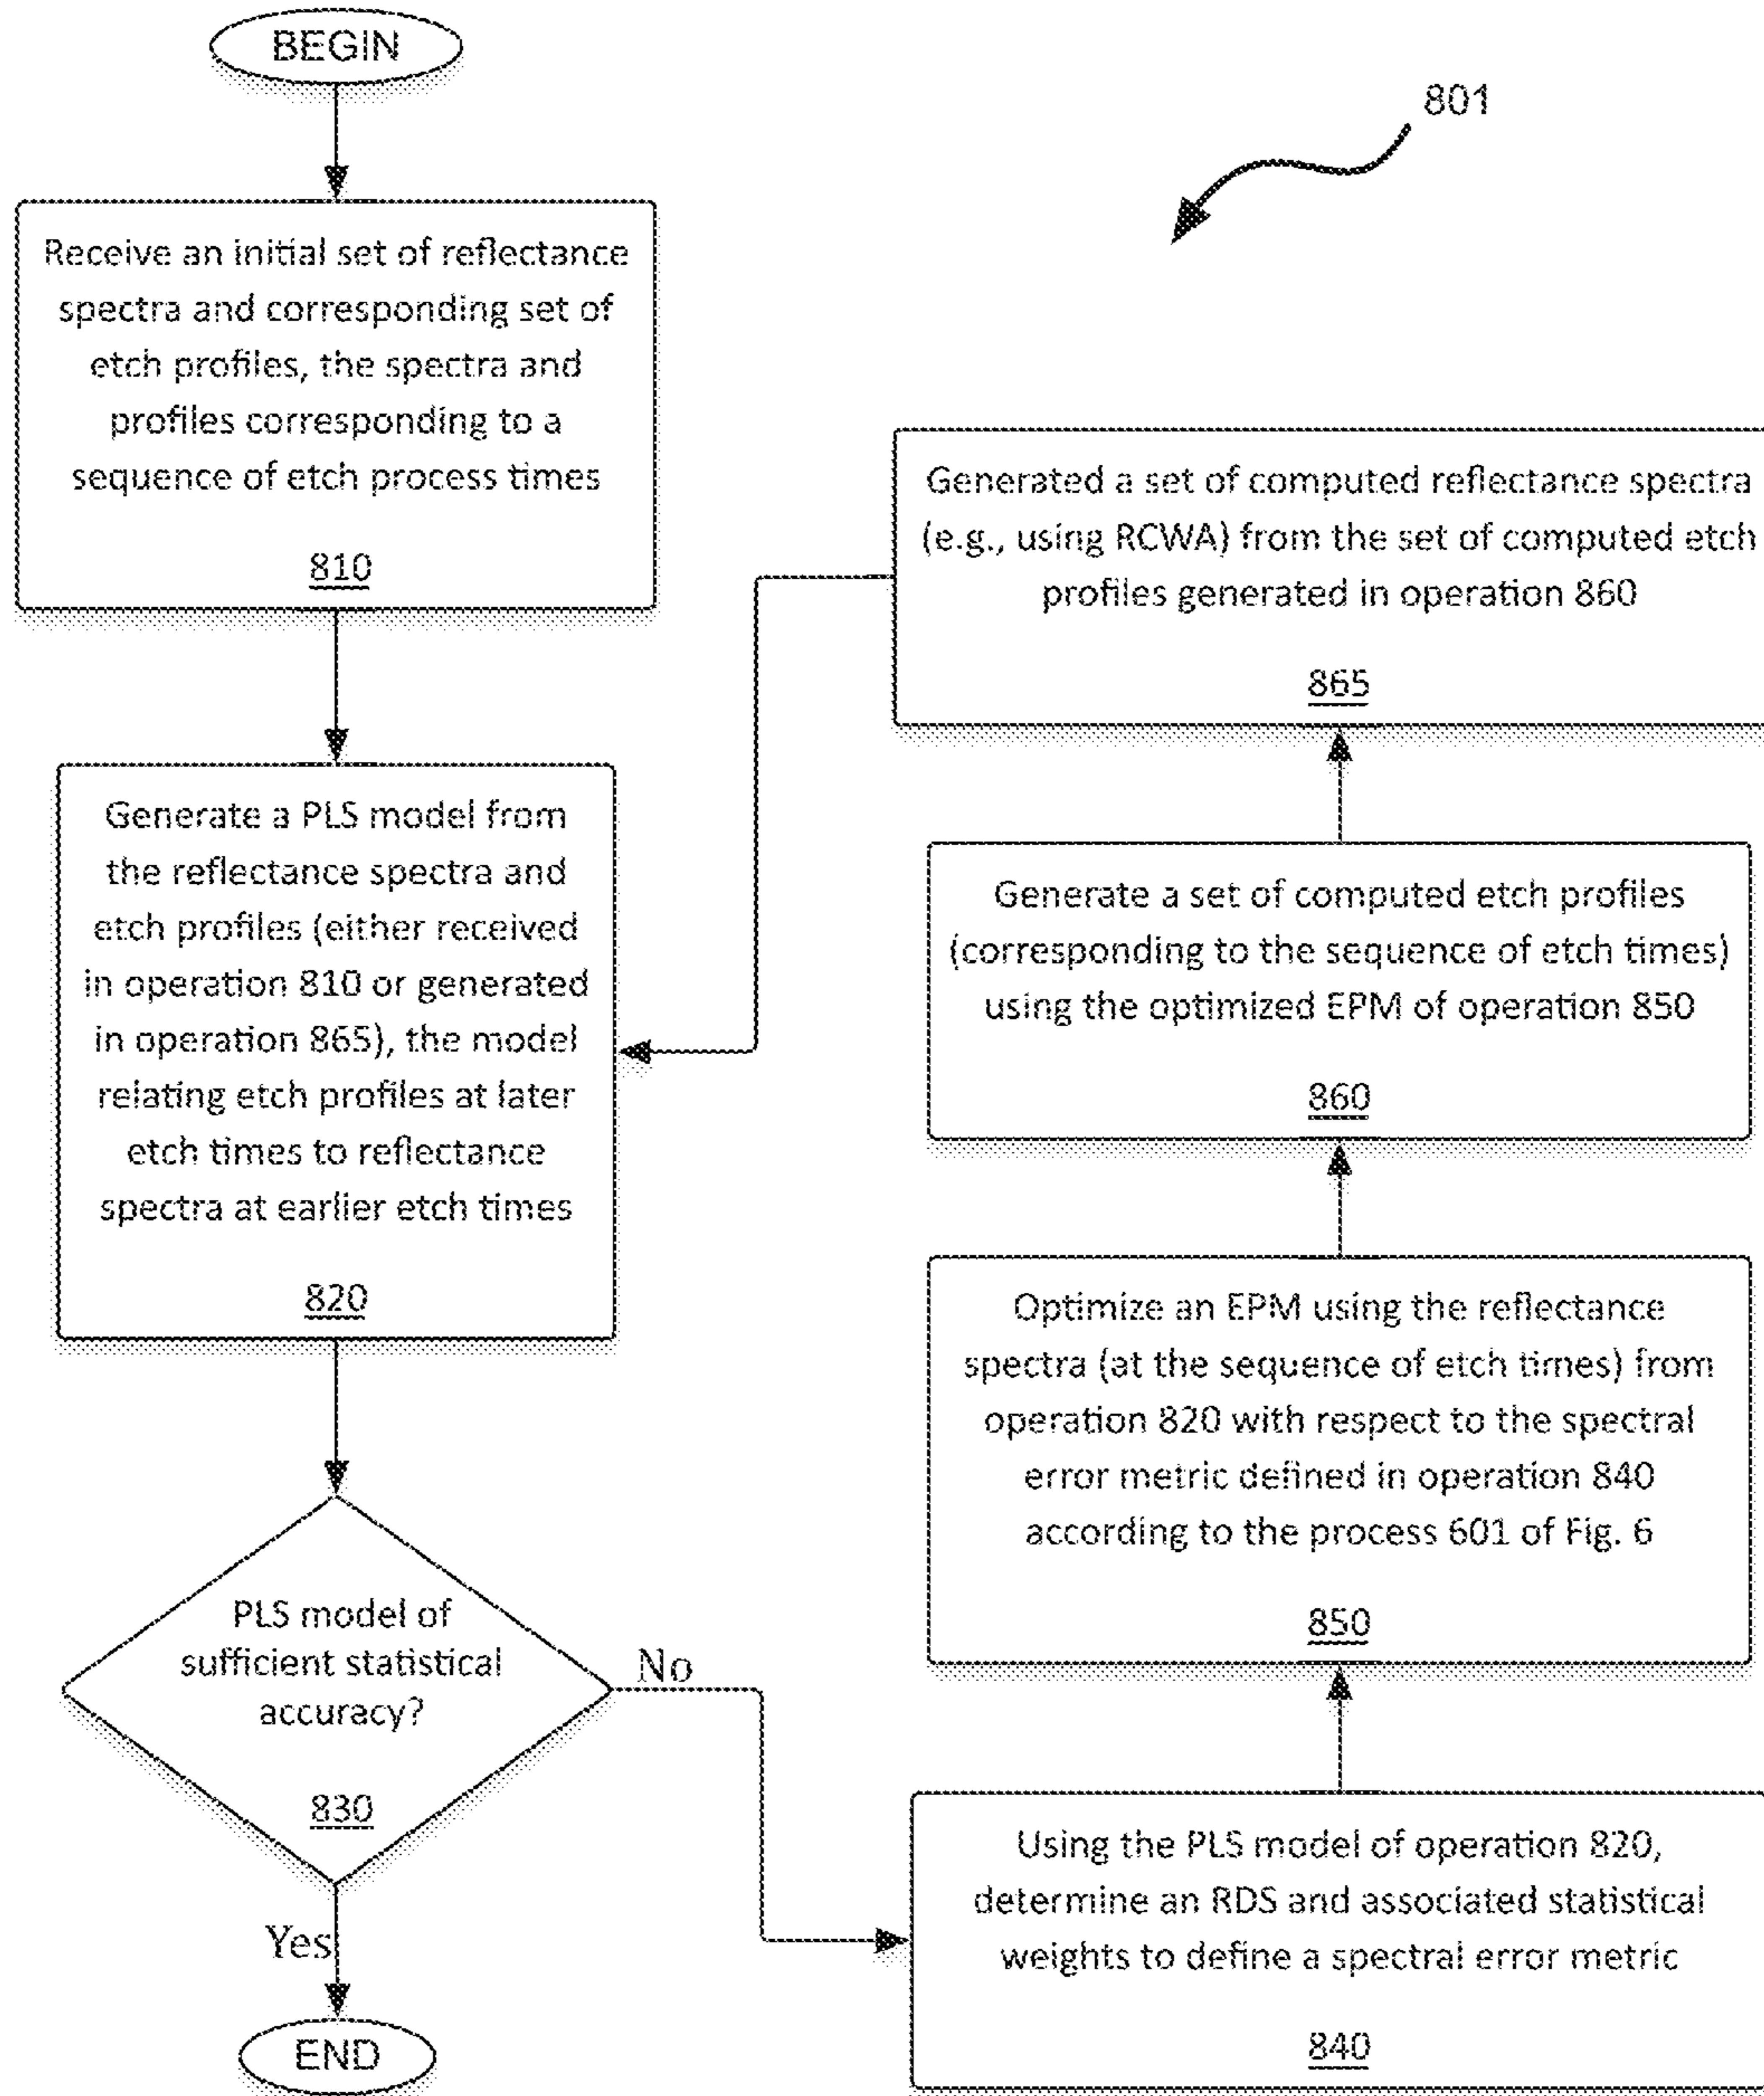 BEGIN
801
Receive an initial set of reflectance
spectra and corresponding set of
etch profiles, the spectra and
profiles corresponding to a
sequence of etch process times
810
Generate a PLS model from
the reflectance spectra and
etch profiles (either received
in operation 810 or generated
in operation 865), the model
relating etch profiles at later
etch times to reflectance
spectra at earlier etch times
820
PLS model of
sufficient statistical
accuracy?
830
No
Yes
END
Using the PLS model of operation 820,
determine an RDS and associated statistical
weights to define a spectral error metric
840
Optimize an EPM using the reflectance
spectra (at the sequence of etch times) from
operation 820 with respect to the spectral
error metric defined in operation 840
according to the process 601 of Fig. 6
850
Generate a set of computed etch profiles
(corresponding to the sequence of etch times)
using the optimized EPM of operation 850
860
Generated a set of computed reflectance spectra
(e.g., using RCWA) from the set of computed etch
profiles generated in operation 860
865